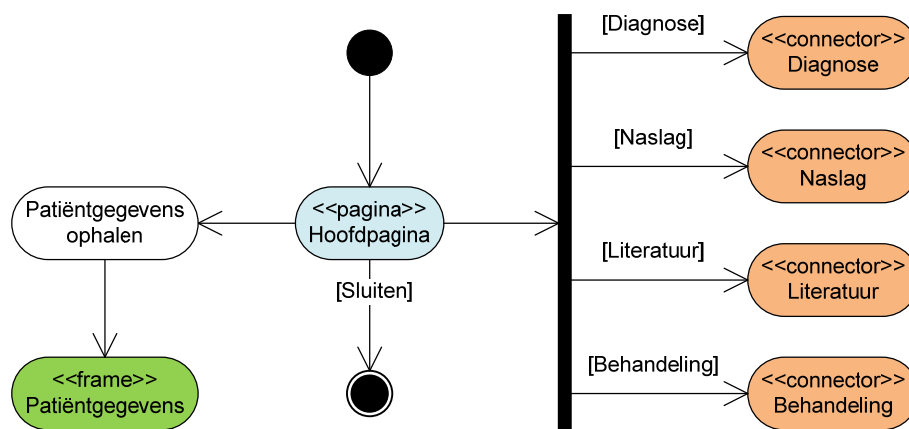 [Diagnose]
<<connector>>
Diagnose
[Naslag]
<<connector>>
Naslag
Patiëntgegevens
ophalen
<<pagina>>
Hoofdpagina
[Sluiten]
[Literatuur]
<<connector>>
Literatuur
<<frame>>
Patiëntgegevens
[Behandeling]
<<connector>>
Behandeling